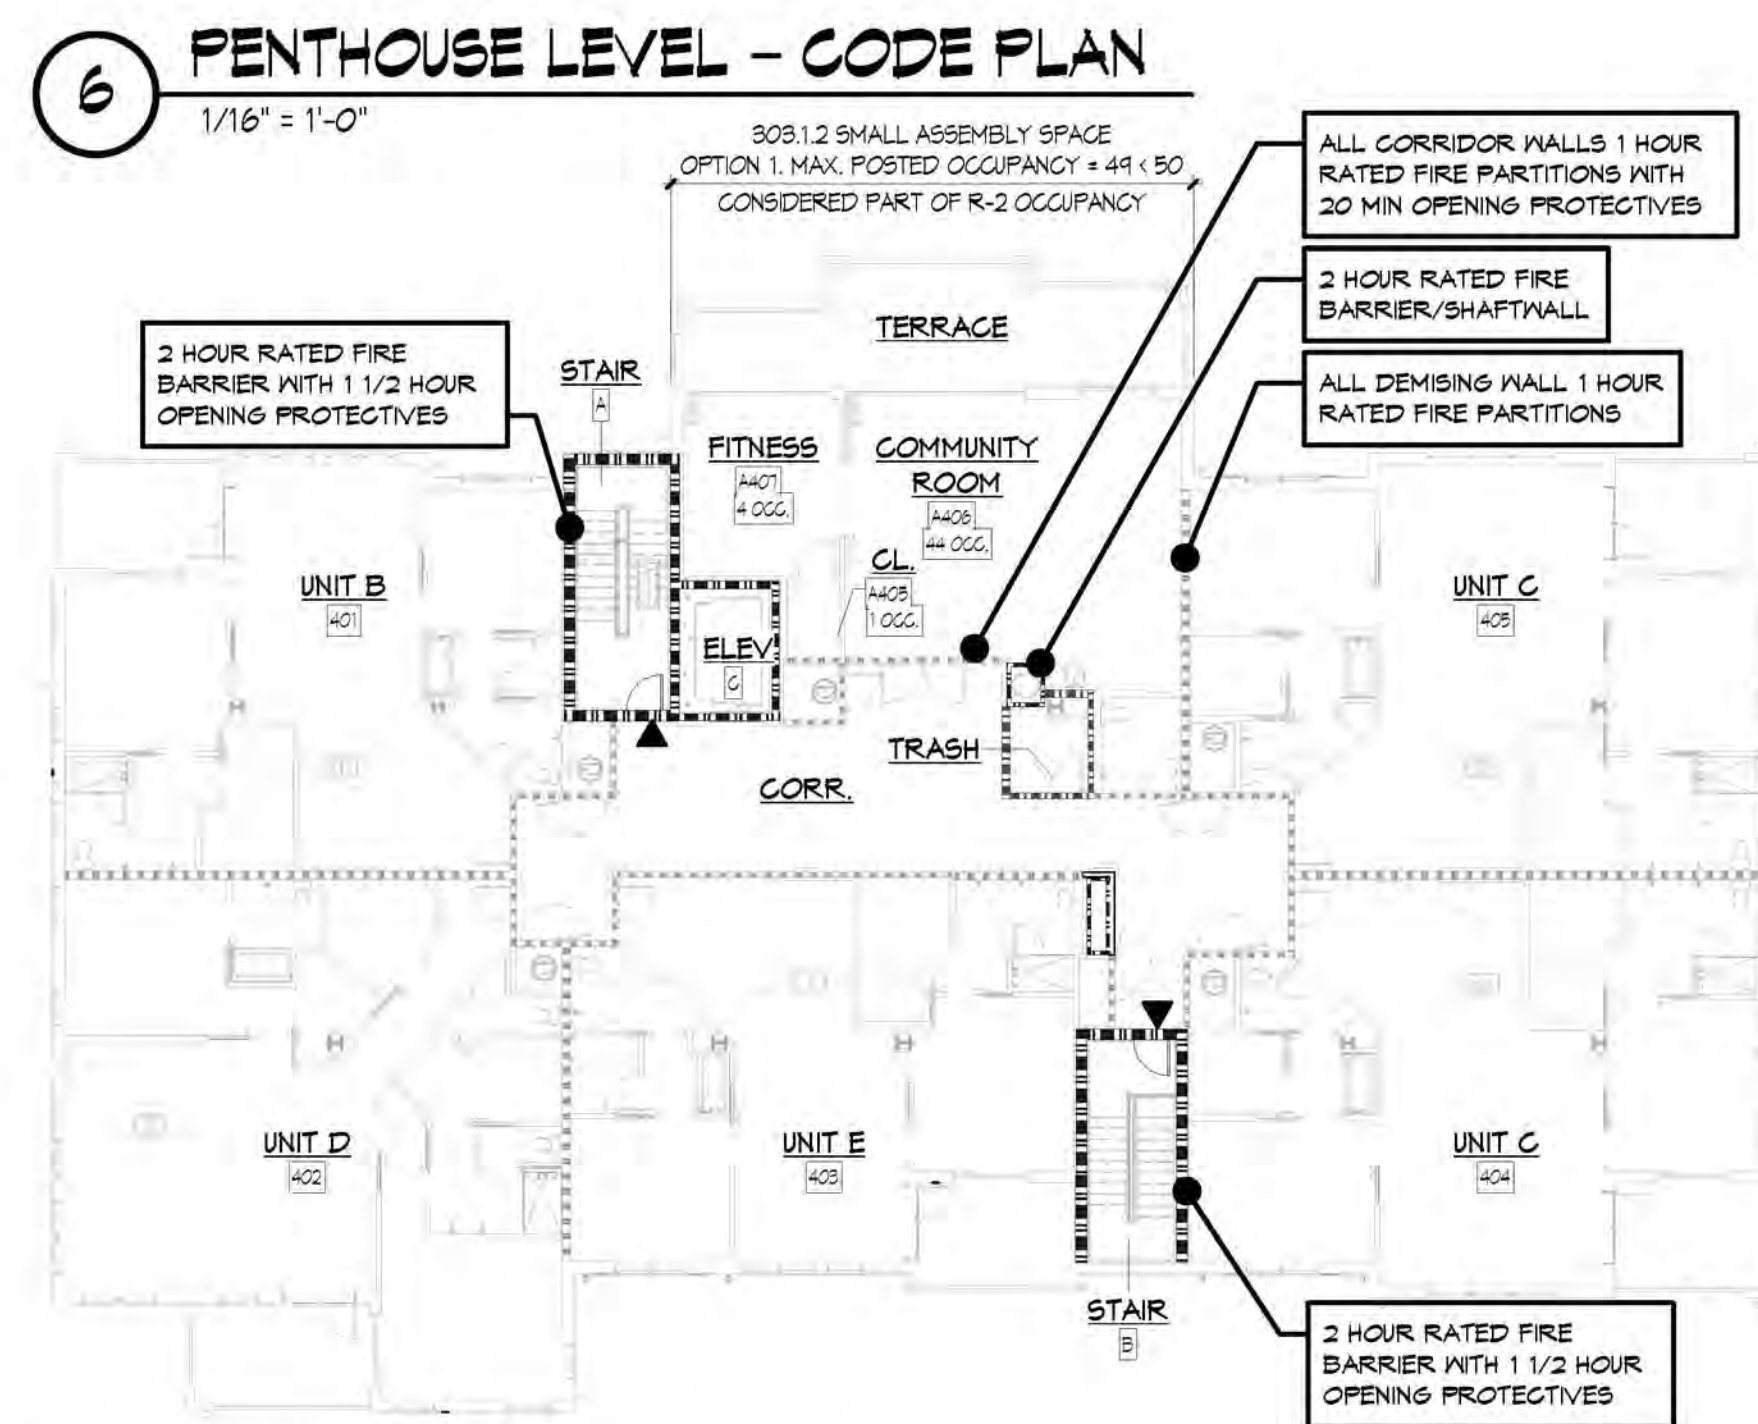 6
PENTHOUSE LEVEL – CODE PLAN
1/16" = 1'-0"
303.1.2 SMALL ASSEMBLY SPACE
OPTION 1. MAX. POSTED OCCUPANCY = 49 < 50
CONSIDERED PART OF R-2 OCCUPANCY
ALL CORRIDOR WALLS 1 HOUR
RATED FIRE PARTITIONS WITH
20 MIN OPENING PROTECTIVES
2 HOUR RATED FIRE
BARRIER/SHAFTWALL
ALL DEMISING WALL 1 HOUR
RATED FIRE PARTITIONS
2 HOUR RATED FIRE
BARRIER WITH 1 1/2 HOUR
OPENING PROTECTIVES
TERRACE
STAIR
A
FITNESS
A407
4 OCC.
COMMUNITY
ROOM
A406
44 OCC.
CL.
A405
1 OCC.
UNIT B
401
ELEV
C
UNIT C
405
TRASH
CORR.
UNIT D
402
UNIT E
403
UNIT C
404
STAIR
B
2 HOUR RATED FIRE
BARRIER WITH 1 1/2 HOUR
OPENING PROTECTIVES